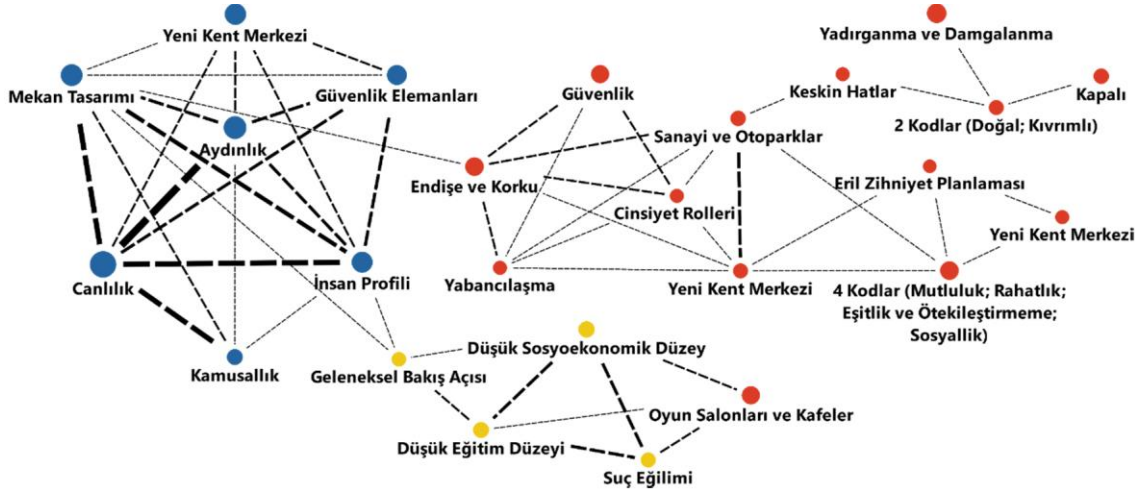 Yeni Kent Merkezi
Mekan Tasarımı
Güvenlik Elemanları
Aydınlık
Canlılık
İnsan Profili
Kamusallık
Güvenlik
Endişe ve Korku
Sanayi ve Otoparklar
Cinsiyet Rolleri
Yabancılaşma
Yeni Kent Merkezi
Yadırganma ve Damgalanma
Keskin Hatlar
Kapalı
2 Kodlar (Doğal; Kıvrımlı)
Eril Zihniyet Planlaması
Yeni Kent Merkezi
4 Kodlar (Mutluluk; Rahatlık;
Eşitlik ve Ötekileştirmeme;
Sosyallik)
Düşük Sosyoekonomik Düzey
Geleneksel Bakış Açısı
Oyun Salonları ve Kafeler
Düşük Eğitim Düzeyi
Suç Eğilimi